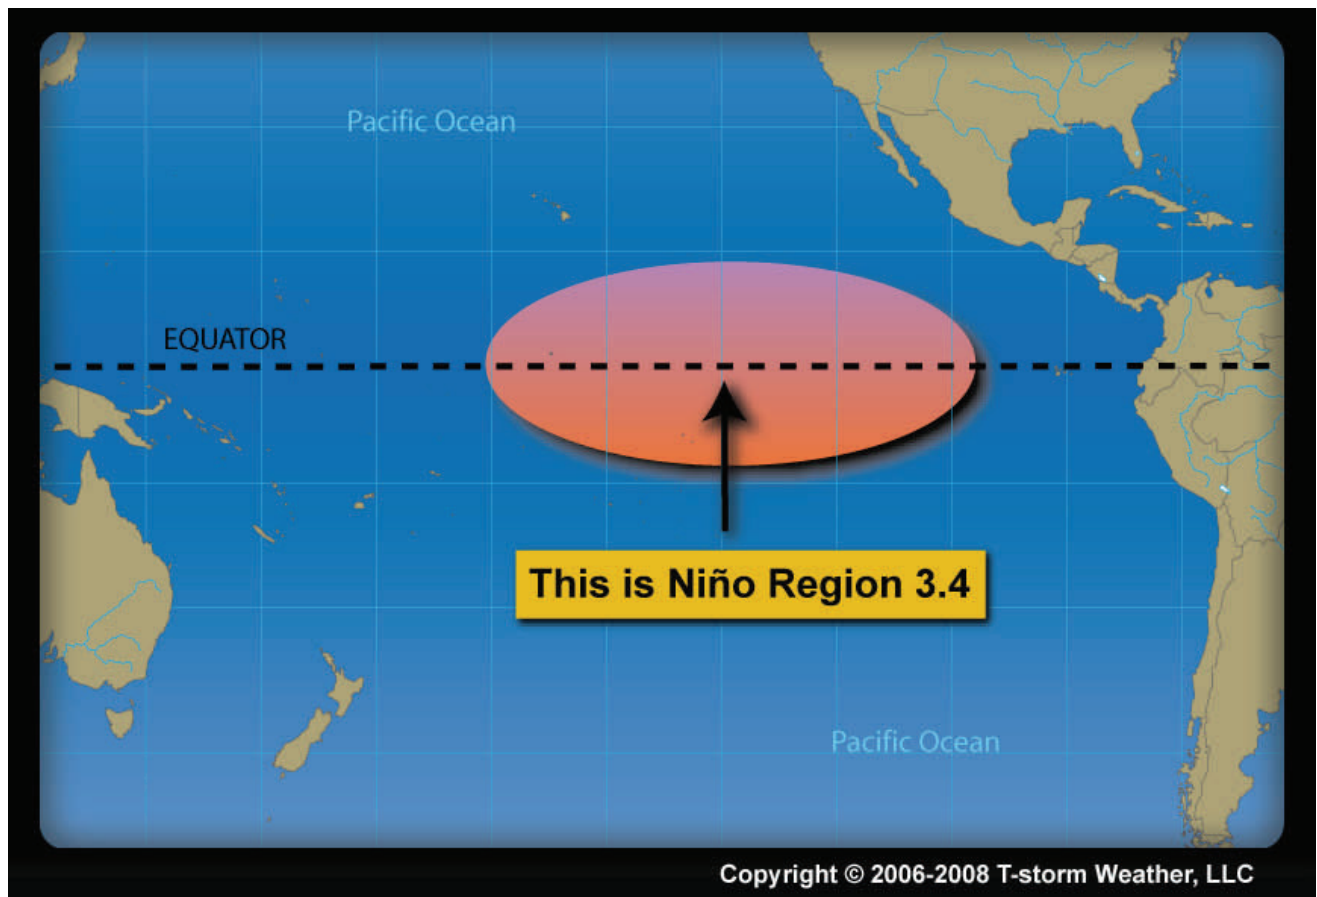 Pacific Ocean
EQUATOR
This is Niño Region 3.4
Pacific Ocean
Copyright © 2006-2008 T-storm Weather, LLC